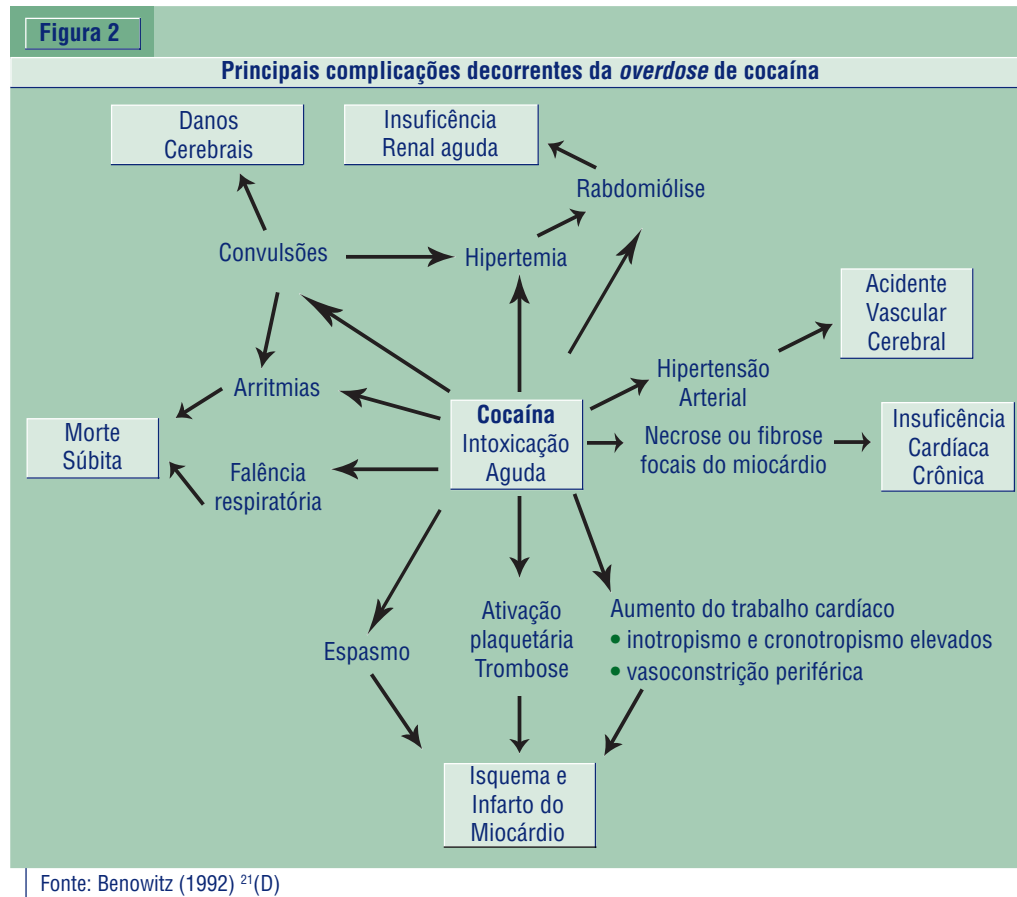 Figura 2
Principais complicações decorrentes da overdose de cocaína
Danos
Cerebrais
Insuficência
Renal aguda
Rabdomiólise
Convulsões
Hipertemia
Acidente
Vascular
Cerebral
Hipertensão
Arterial
Arritmias
Cocaína
Intoxicação
Aguda
Necrose ou fibrose
focais do miocárdio
Insuficência
Cardíaca
Crônica
Morte
Súbita
Falência
respiratória
Espasmo
Ativação
plaquetária
Trombose
Aumento do trabalho cardíaco
• inotropismo e cronotropismo elevados
• vasoconstrição periférica
Isquema e
Infarto do
Miocárdio
Fonte: Benowitz (1992) 21(D)